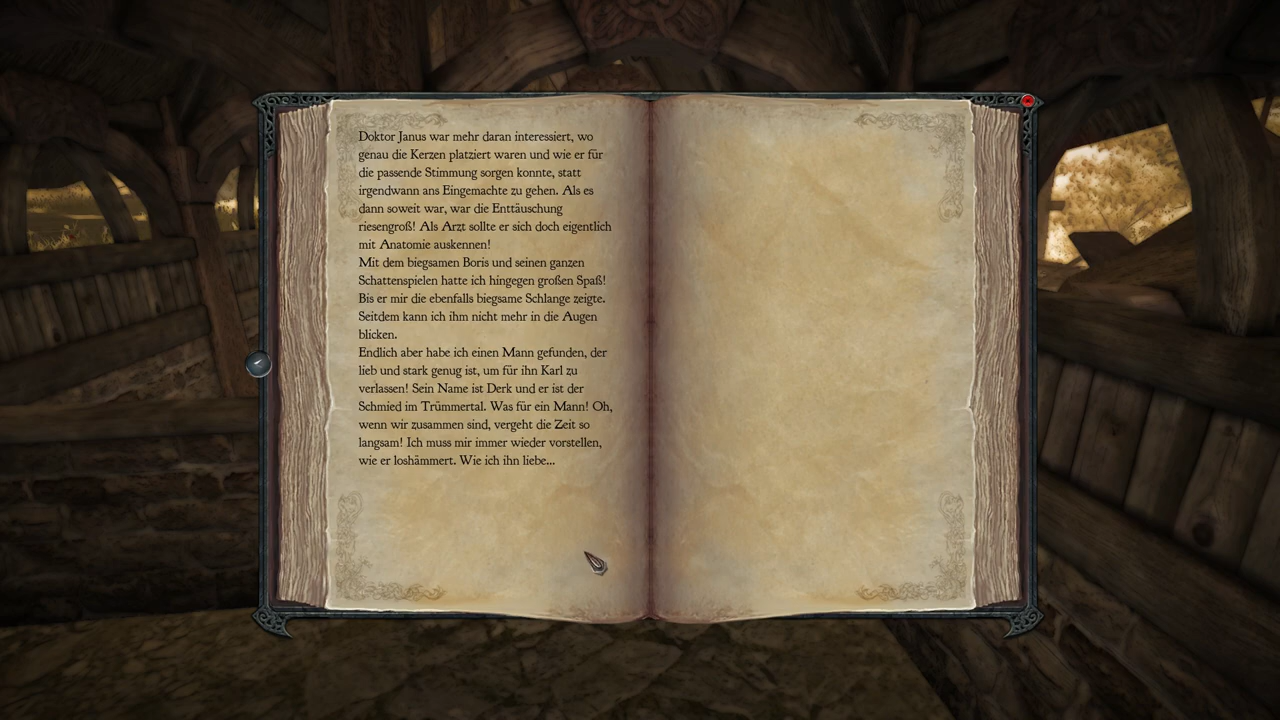 Doktor Janus war mehr daran interessiert, wo
genau die Kerzen platziert waren und wie er für
die passende Stimmung sorgen konnte, statt
irgendwann ans Eingemachte zu gehen. Als es
dann soweit war, war die Enttäuschung
riesengroß! Als Arzt sollte er sich doch eigentlich
mit Anatomie auskennen!
Mit dem biegsamen Boris und seinen ganzen
Schattenspielen hatte ich hingegen großen Spaß!
Bis er mir die ebenfalls biegsame Schlange zeigte.
Seitdem kann ich ihm nicht mehr in die Augen
blicken.
Endlich aber habe ich einen Mann gefunden, der
lieb und stark genug ist, um für ihn Karl zu
verlassen! Sein Name ist Derk und er ist der
Schmied im Trümmertal. Was für ein Mann! Oh,
wenn wir zusammen sind, vergeht die Zeit so
langsam! Ich muss mir immer wieder vorstellen,
wie er loshämmert. Wie ich ihn liebe...